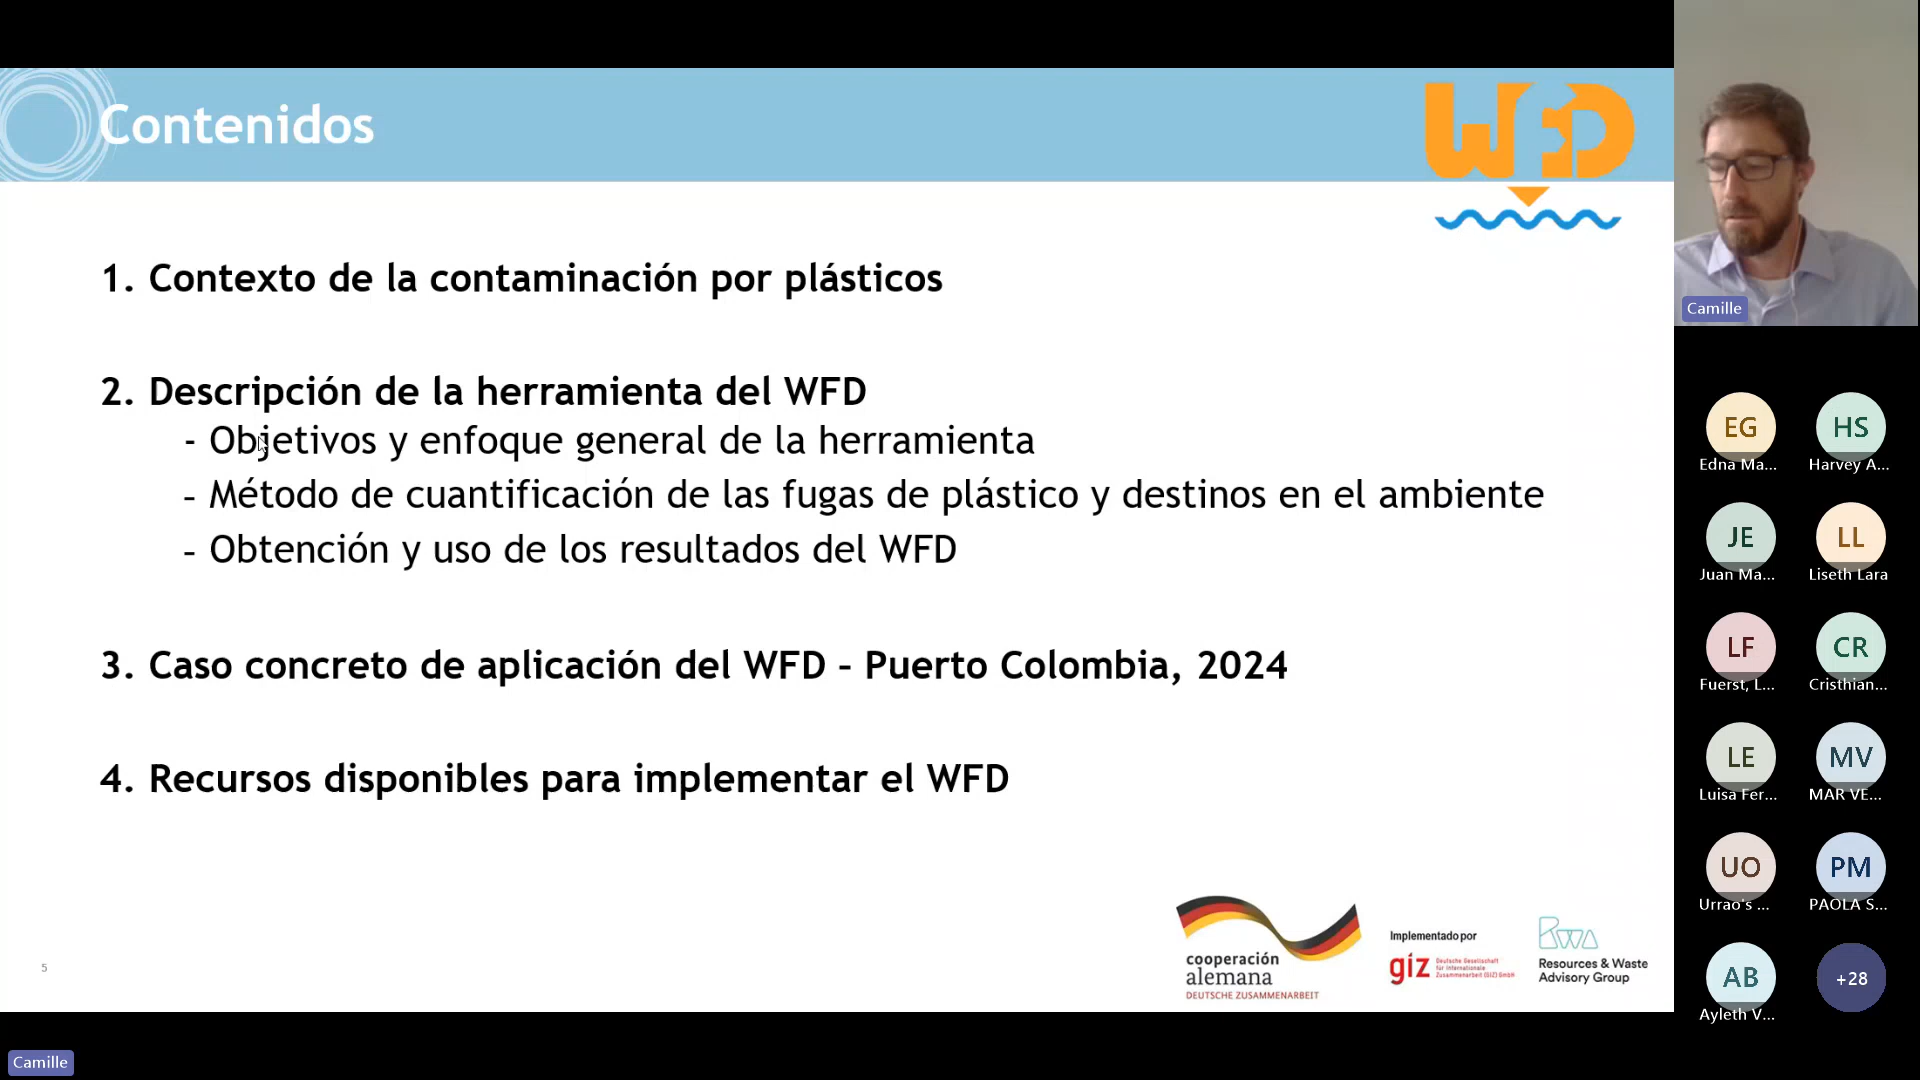 Contenidos
WFD
1. Contexto de la contaminación por plásticos
2. Descripción de la herramienta del WFD
- Objetivos y enfoque general de la herramienta
- Método de cuantificación de las fugas de plástico y destinos en el ambiente
- Obtención y uso de los resultados del WFD
3. Caso concreto de aplicación del WFD – Puerto Colombia, 2024
4. Recursos disponibles para implementar el WFD
5
cooperación
alemana
DEUTSCHE ZUSAMMENARBEIT
Implementado por
giz
Deutsche Gesellschaft
für Internationale
Zusammenarbeit (GIZ) GmbH
RWA
Resources & Waste
Advisory Group
Camille
EG
Edna Ma...
HS
Harvey A...
JE
Juan Ma...
LL
Liseth Lara
LF
Fuerst, L...
CR
Cristhian...
LE
Luisa Fer...
MV
MAR VE...
UO
Urrao's ...
PM
PAOLA S...
AB
Ayleth V...
+28
Camille